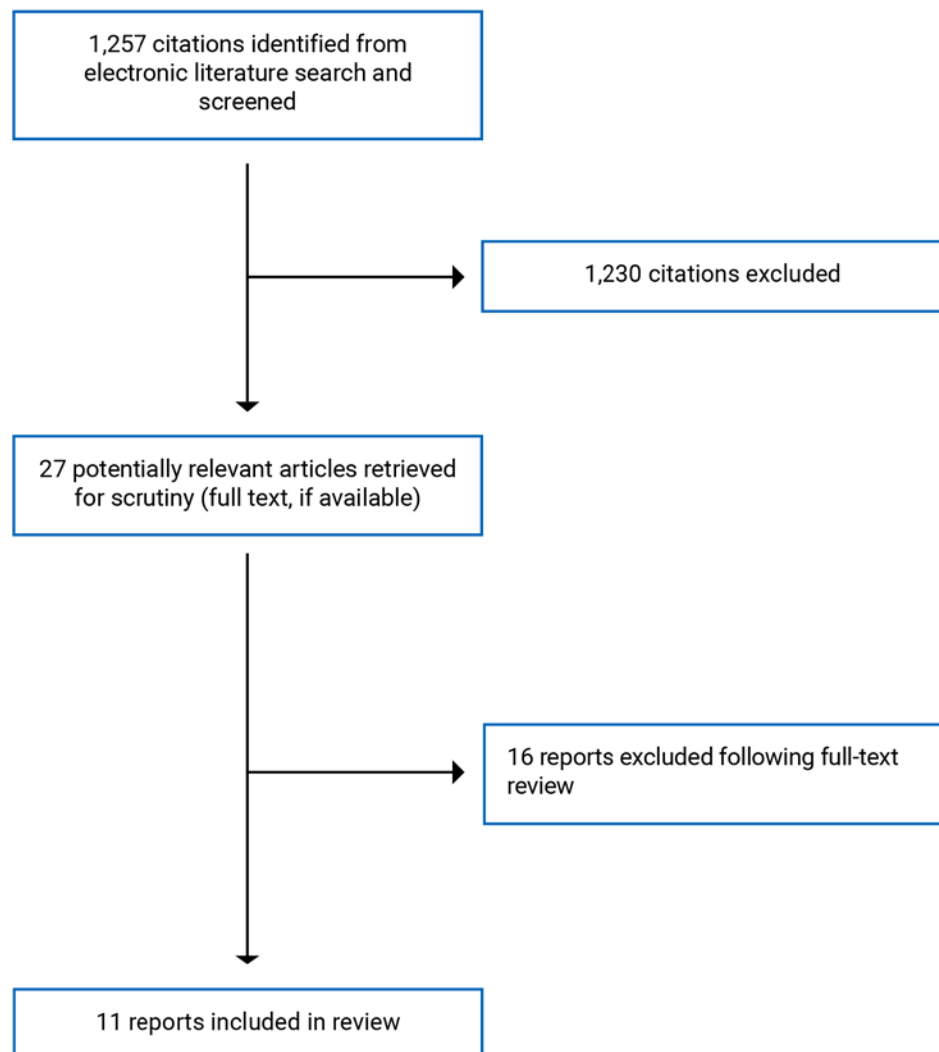 1,257 citations identified from
electronic literature search and
screened
1,230 citations excluded
27 potentially relevant articles retrieved
for scrutiny (full text, if available)
16 reports excluded following full-text
review
11 reports included in review